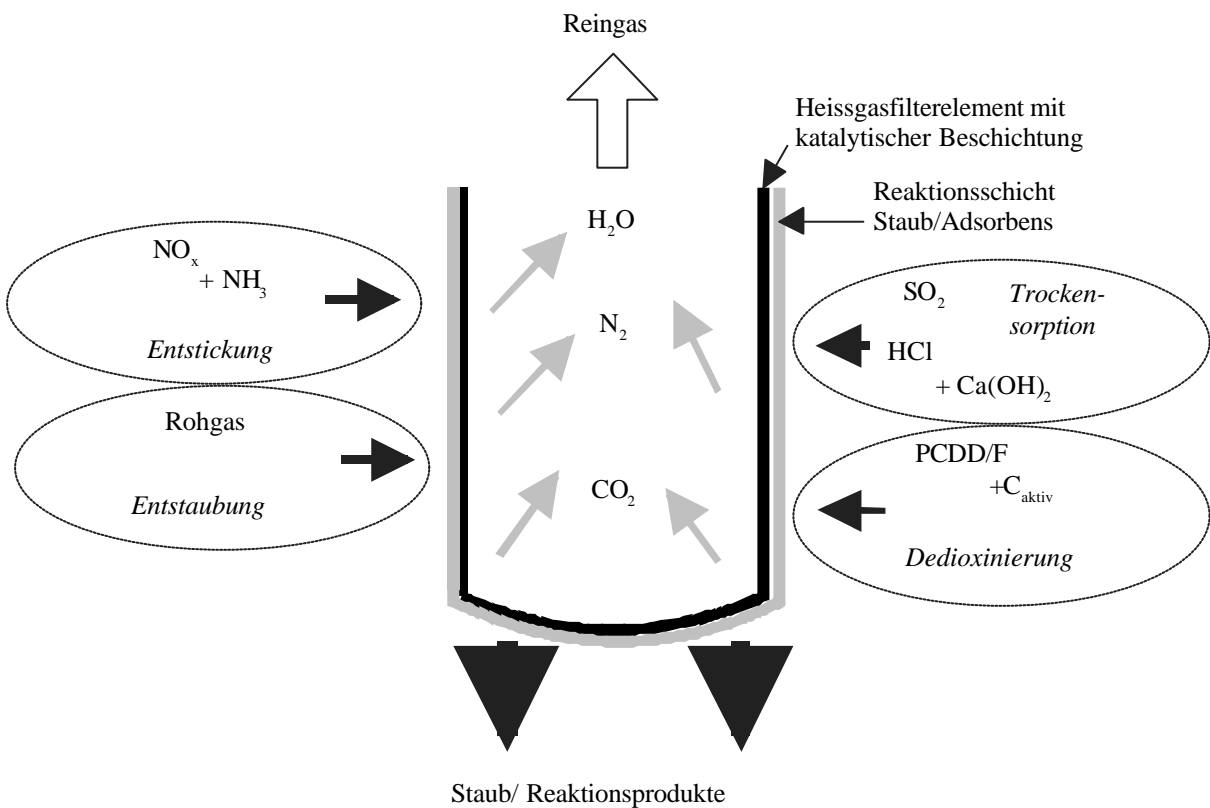 Reingas
Heissgasfilterelement mit
katalytischer Beschichtung
Reaktionsschicht
Staub/Adsorbens
H₂O
N₂
CO₂
NOₓ
+ NH₃
Entstickung
Rohgas
Entstaubung
SO₂
Trocken-
sorption
HCl
+ Ca(OH)₂
PCDD/F
+C aktiv
Dedioxinierung
Staub/ Reaktionsprodukte